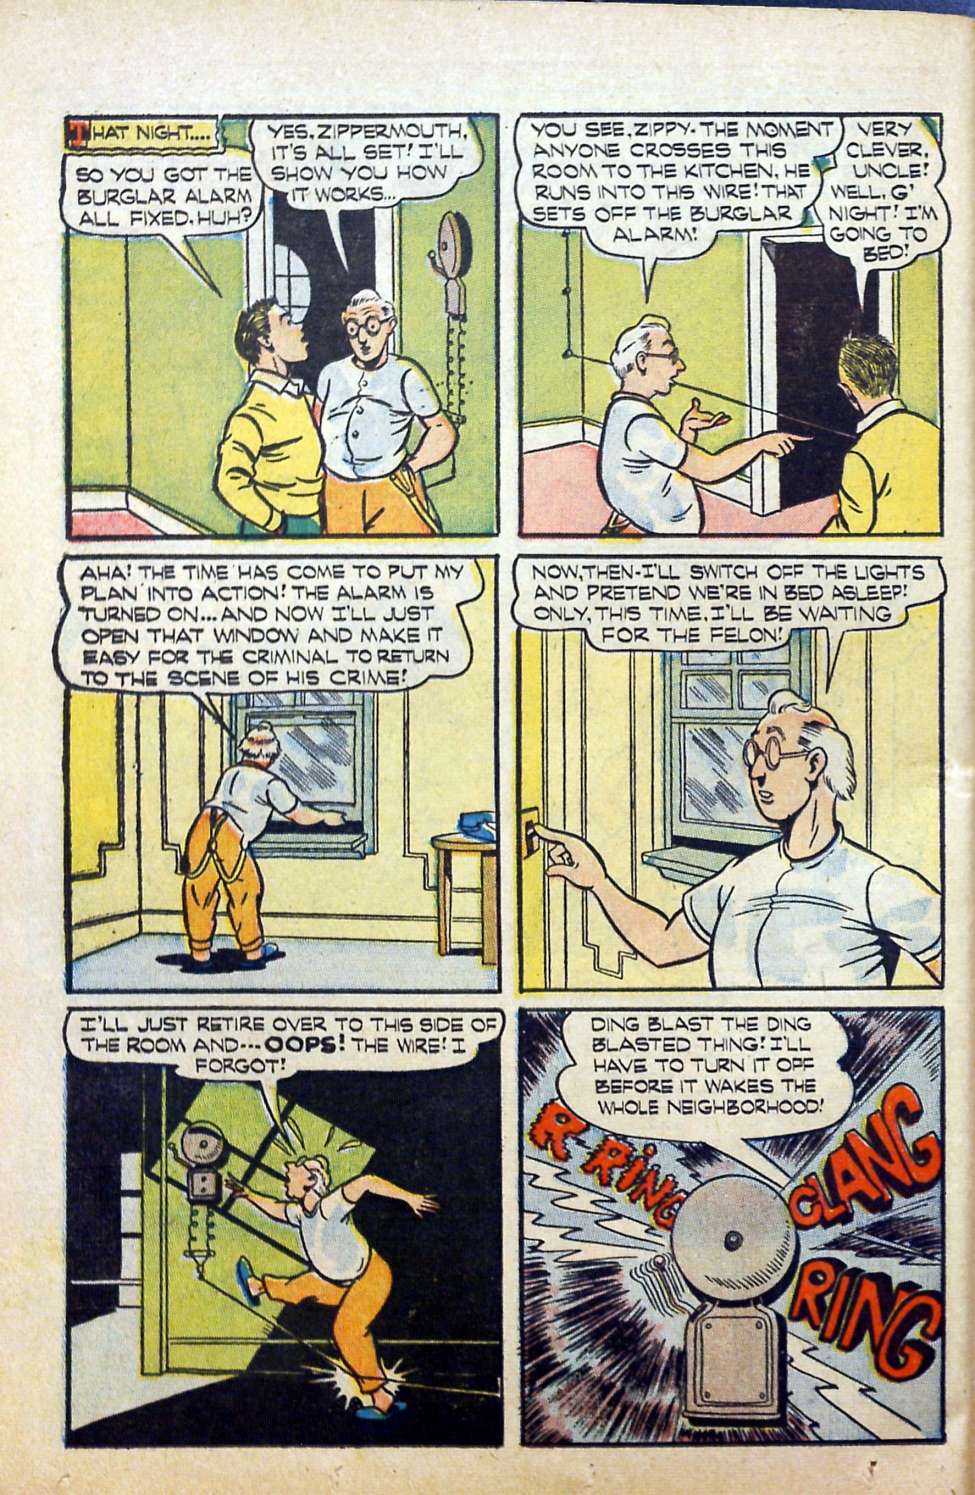 THAT NIGHT....
SO YOU GOT THE
BURGLAR ALARM
ALL FIXED, HUH?
YES, ZIPPERMOUTH,
IT'S ALL SET! I'LL
SHOW YOU HOW
IT WORKS...
YOU SEE, ZIPPY- THE MOMENT
ANYONE CROSSES THIS
ROOM TO THE KITCHEN, HE
RUNS INTO THIS WIRE! THAT
SETS OFF THE BURGLAR
ALARM!
VERY
CLEVER,
UNCLE!
WELL, G'
NIGHT! I'M
GOING TO
BED!
AHA! THE TIME HAS COME TO PUT MY
PLAN INTO ACTION! THE ALARM IS
TURNED ON... AND NOW I'LL JUST
OPEN THAT WINDOW AND MAKE IT
EASY FOR THE CRIMINAL TO RETURN
TO THE SCENE OF HIS CRIME!
NOW, THEN- I'LL SWITCH OFF THE LIGHTS
AND PRETEND WE'RE IN BED ASLEEP!
ONLY, THIS TIME, I'LL BE WAITING
FOR THE FELON!
I'LL JUST RETIRE OVER TO THIS SIDE OF
THE ROOM AND--- OOPS! THE WIRE! I
FORGOT!
DING BLAST THE DING
BLASTED THING! I'LL
HAVE TO TURN IT OFF
BEFORE IT WAKES THE
WHOLE NEIGHBORHOOD!
R-RING
CLANG
RING